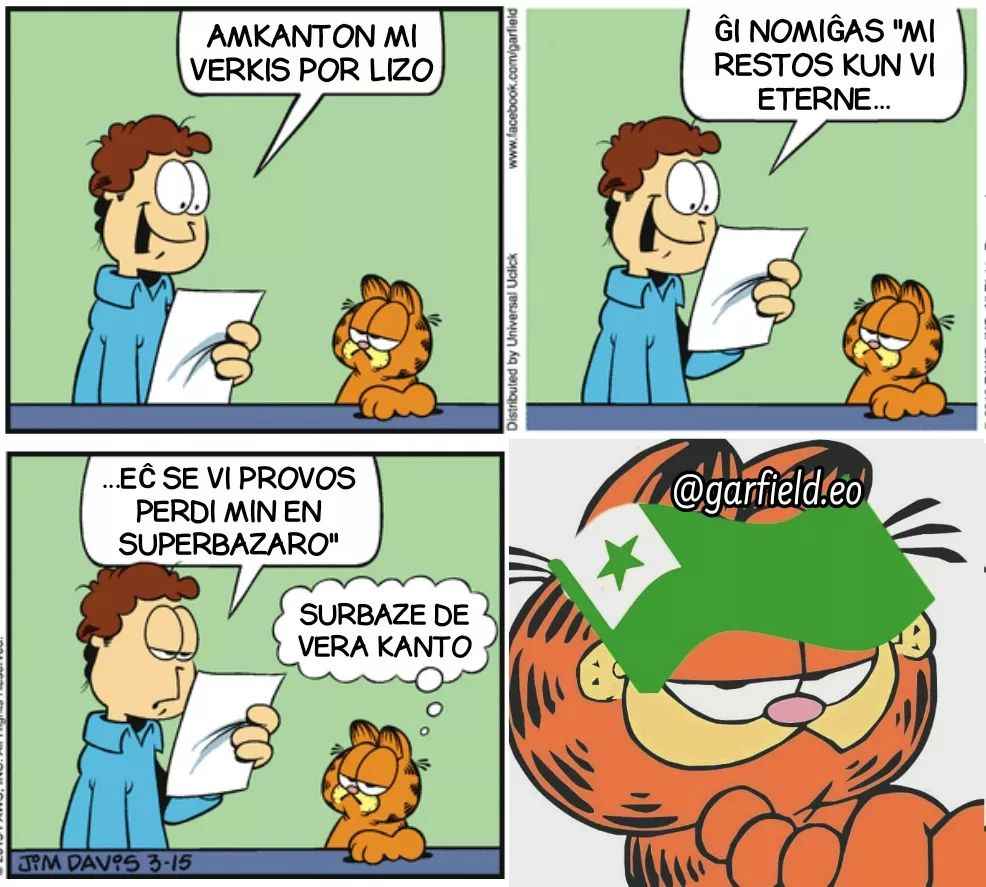 AMKANTON MI
VERKIS POR LIZO
www.facebook.com/garfield
Distributed by Universal Uclick
ĜI NOMIĜAS "MI
RESTOS KUN VI
ETERNE...
...EĈ SE VI PROVOS
PERDI MIN EN
SUPERBAZARO"
SURBAZE DE
VERA KANTO
JIM DAVIS 3-15
@garfield.eo